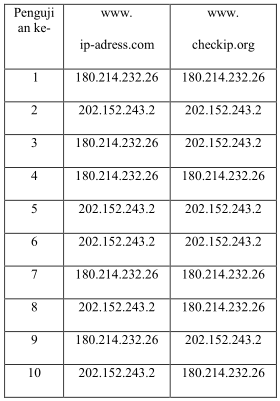 Penguji
an ke-
www.
ip-adress.com
www.
checkip.org
1 180.214.232.26 180.214.232.26
2 202.152.243.2 202.152.243.2
3 180.214.232.26 202.152.243.2
4 180.214.232.26 180.214.232.26
5 202.152.243.2 202.152.243.2
6 202.152.243.2 202.152.243.2
7 180.214.232.26 180.214.232.26
8 202.152.243.2 180.214.232.26
9 180.214.232.26 202.152.243.2
10 202.152.243.2 180.214.232.26